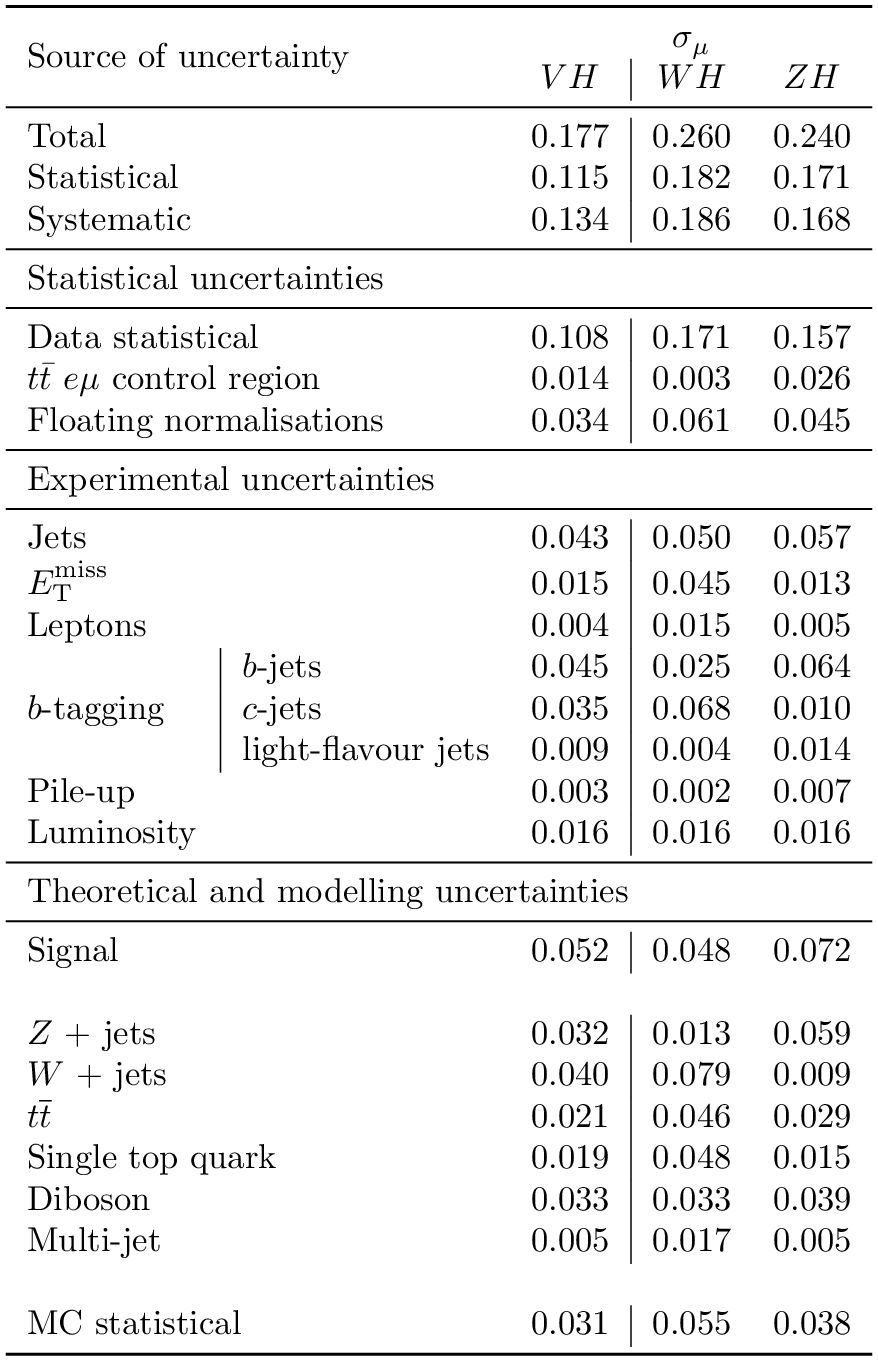 Source of uncertainty σμ
VH WH ZH
Total 0.177 0.260 0.240
Statistical 0.115 0.182 0.171
Systematic 0.134 0.186 0.168
Statistical uncertainties
Data statistical 0.108 0.171 0.157
tt̄ eμ control region 0.014 0.003 0.026
Floating normalisations 0.034 0.061 0.045
Experimental uncertainties
Jets 0.043 0.050 0.057
E_T^miss 0.015 0.045 0.013
Leptons 0.004 0.015 0.005
b-jets 0.045 0.025 0.064
b-tagging c-jets 0.035 0.068 0.010
light-flavour jets 0.009 0.004 0.014
Pile-up 0.003 0.002 0.007
Luminosity 0.016 0.016 0.016
Theoretical and modelling uncertainties
Signal 0.052 0.048 0.072
Z + jets 0.032 0.013 0.059
W + jets 0.040 0.079 0.009
tt̄ 0.021 0.046 0.029
Single top quark 0.019 0.048 0.015
Diboson 0.033 0.033 0.039
Multi-jet 0.005 0.017 0.005
MC statistical 0.031 0.055 0.038